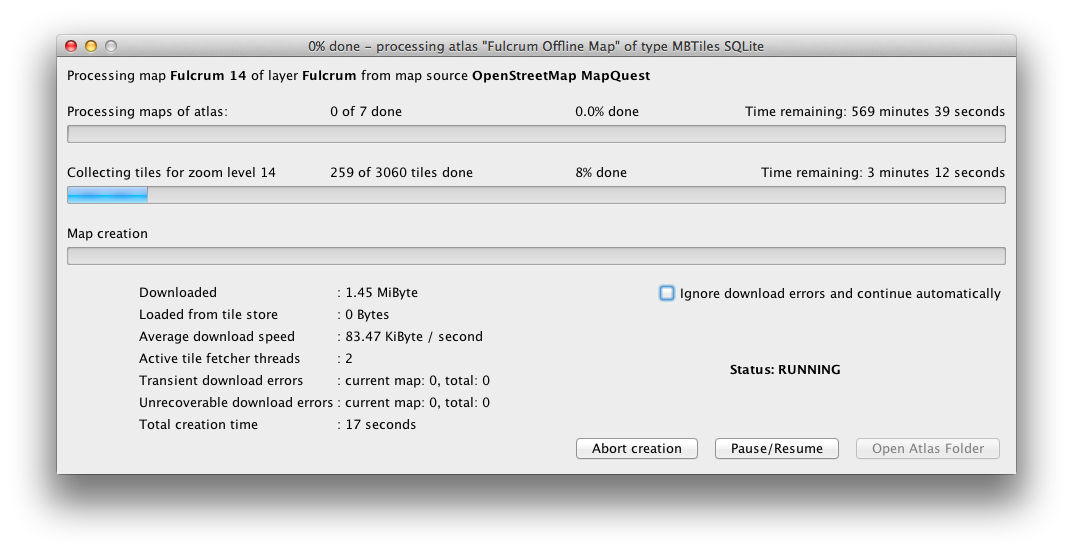 0% done – processing atlas "Fulcrum Offline Map" of type MBTiles SQLite
Processing map Fulcrum 14 of layer Fulcrum from map source OpenStreetMap MapQuest
Processing maps of atlas: 0 of 7 done 0.0% done Time remaining: 569 minutes 39 seconds
Collecting tiles for zoom level 14 259 of 3060 tiles done 8% done Time remaining: 3 minutes 12 seconds
Map creation
Downloaded : 1.45 MiByte
Ignore download errors and continue automatically
Loaded from tile store : 0 Bytes
Average download speed : 83.47 KiByte / second
Active tile fetcher threads : 2
Status: RUNNING
Transient download errors : current map: 0, total: 0
Unrecoverable download errors : current map: 0, total: 0
Total creation time : 17 seconds
Abort creation Pause/Resume Open Atlas Folder